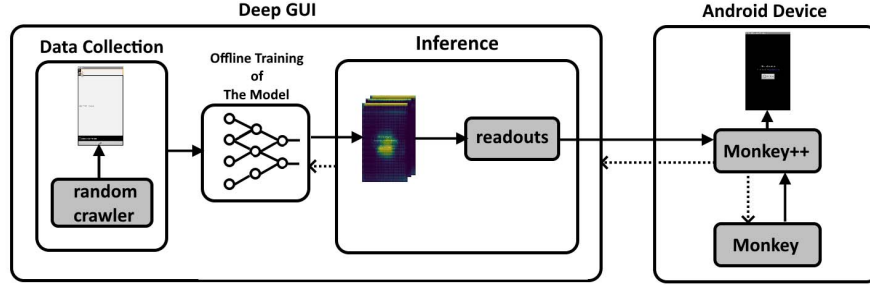 Deep GUI
Android Device
Data Collection
Offline Training
of
The Model
Inference
random
crawler
readouts
Monkey++
Monkey